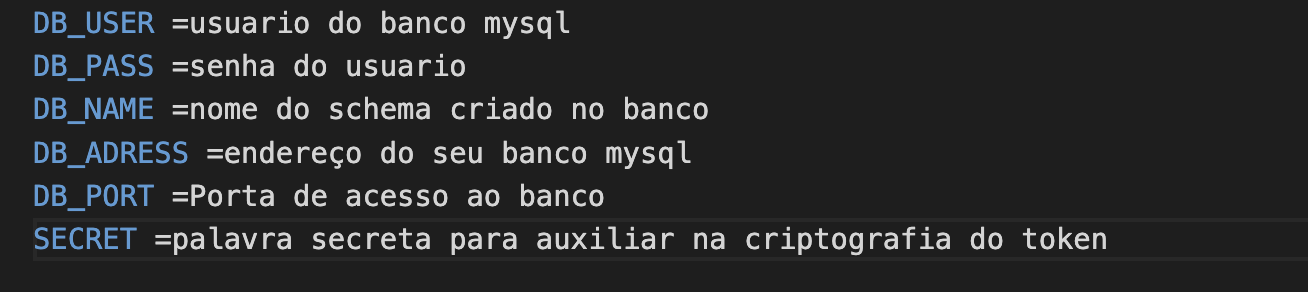 DB_USER =usuario do banco mysql
DB_PASS =senha do usuario
DB_NAME =nome do schema criado no banco
DB_ADRESS =endereço do seu banco mysql
DB_PORT =Porta de acesso ao banco
SECRET =palavra secreta para auxiliar na criptografia do token